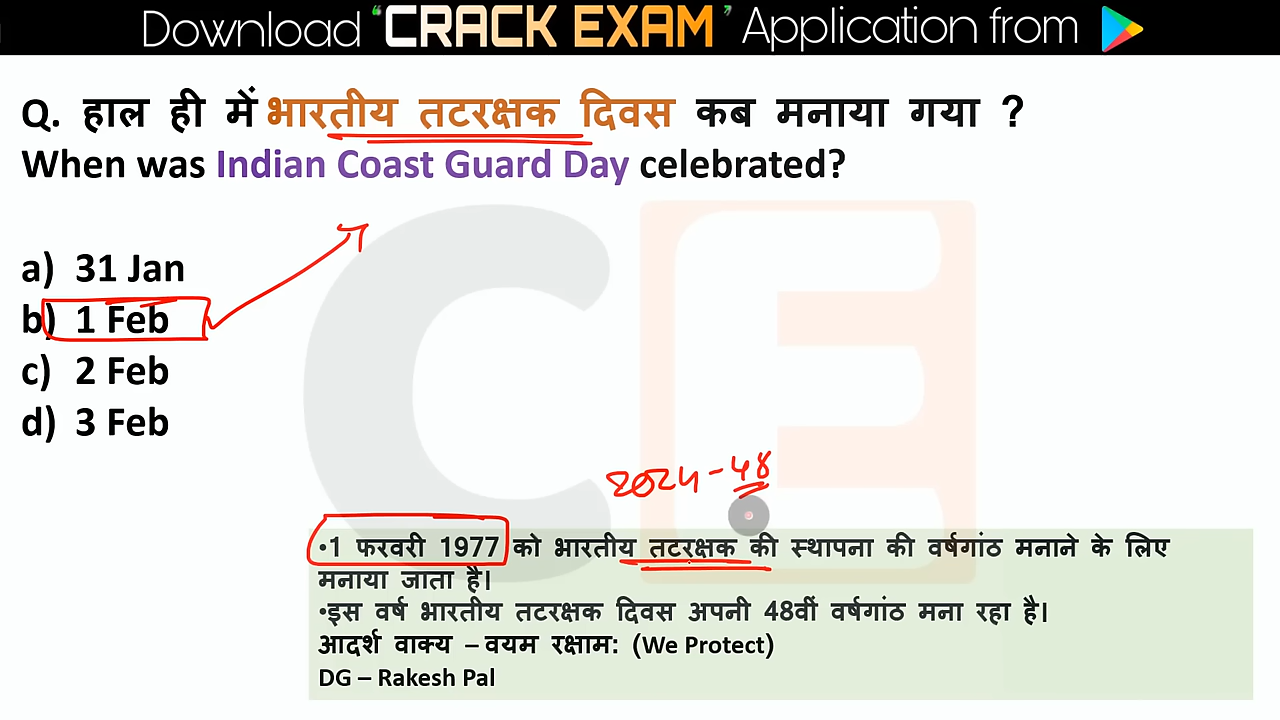 Download “CRACK EXAM” Application from
Q. हाल ही में भारतीय तटरक्षक दिवस कब मनाया गया ?
When was Indian Coast Guard Day celebrated?
a) 31 Jan
b) 1 Feb
c) 2 Feb
d) 3 Feb
2024-48
•1 फरवरी 1977 को भारतीय तटरक्षक की स्थापना की वर्षगांठ मनाने के लिए
मनाया जाता है।
•इस वर्ष भारतीय तटरक्षक दिवस अपनी 48वीं वर्षगांठ मना रहा है।
आदर्श वाक्य – वयम रक्षाम: (We Protect)
DG – Rakesh Pal
CE